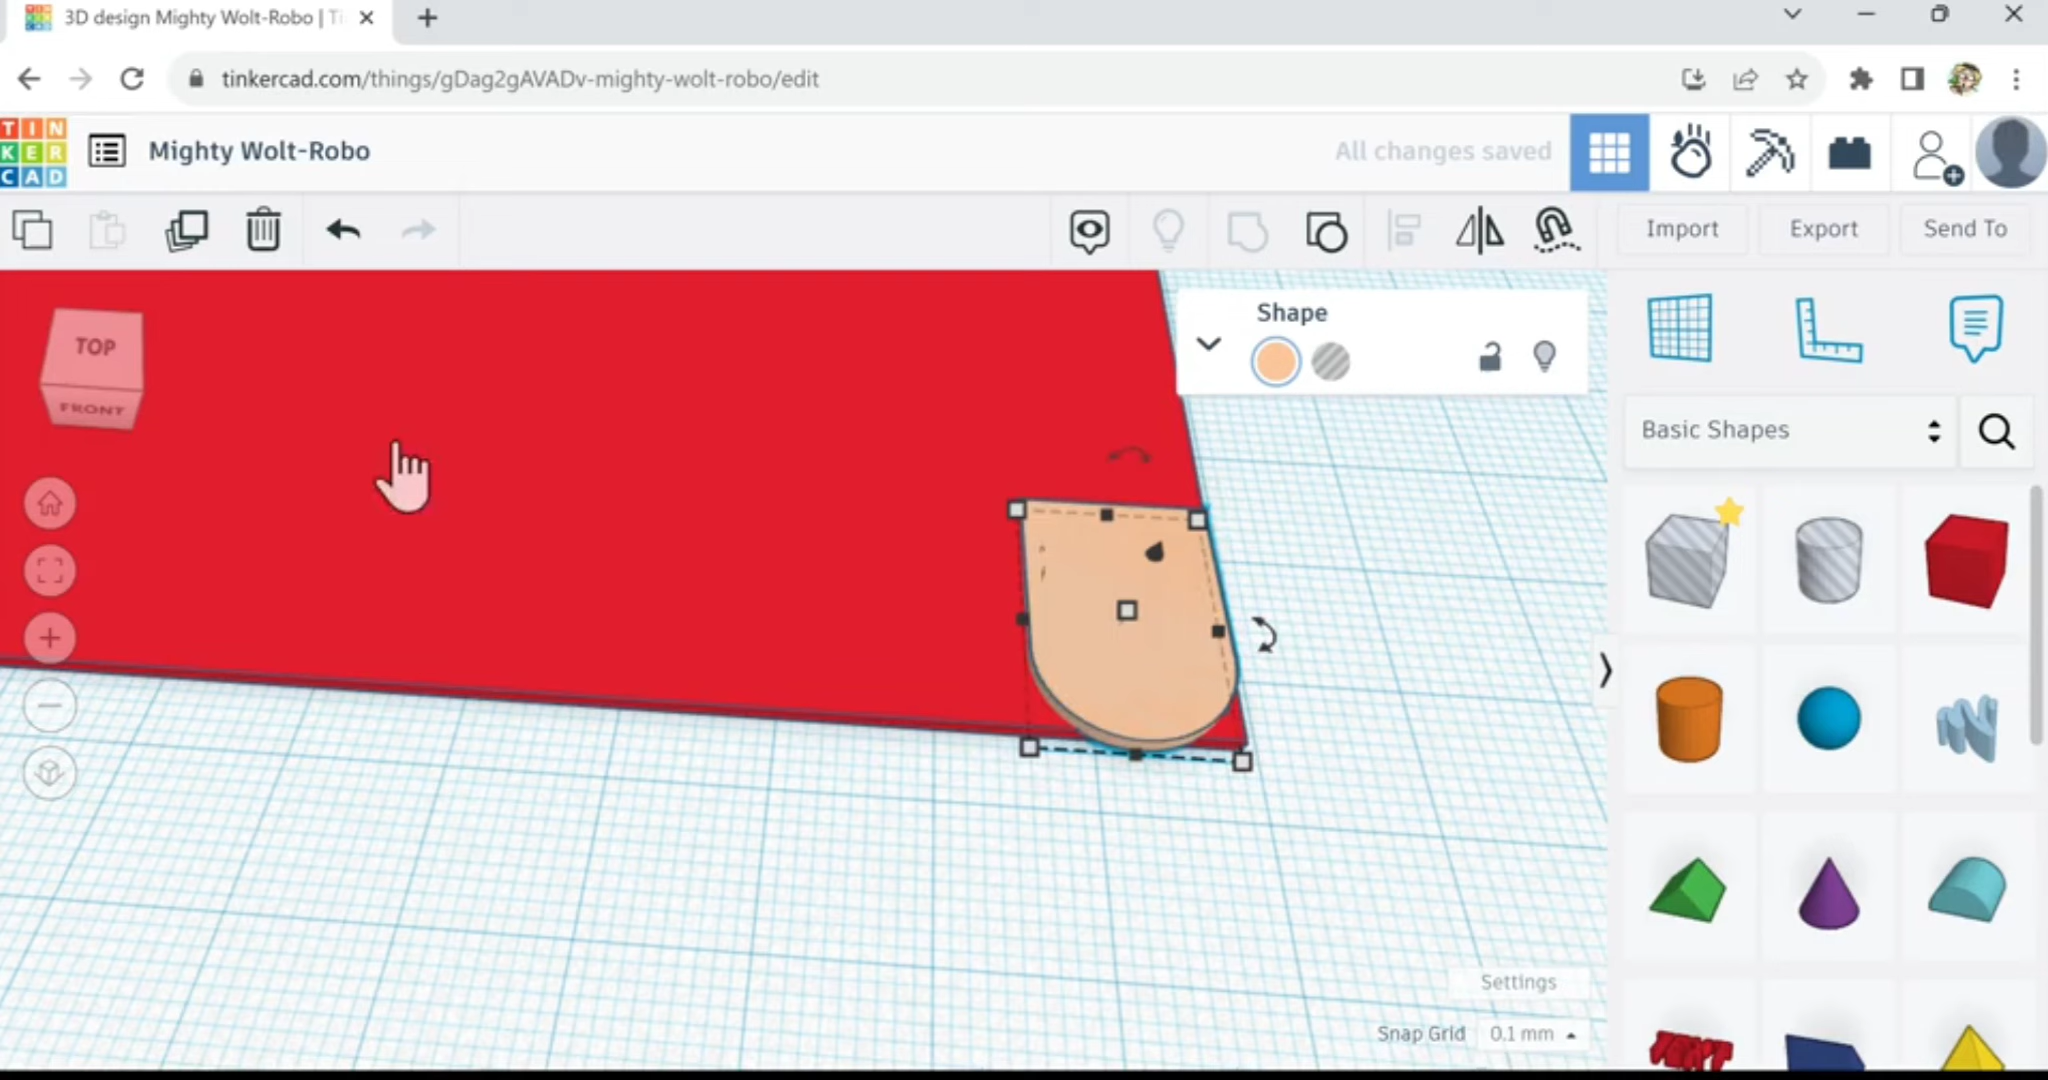 3D design Mighty Wolt-Robo | Ti
tinkercad.com/things/gDag2gAVADv-mighty-wolt-robo/edit
TIN
KER
CAD
Mighty Wolt-Robo
All changes saved
Import
Export
Send To
TOP
FRONT
Shape
Basic Shapes
Settings
Snap Grid
0.1 mm
TEXT